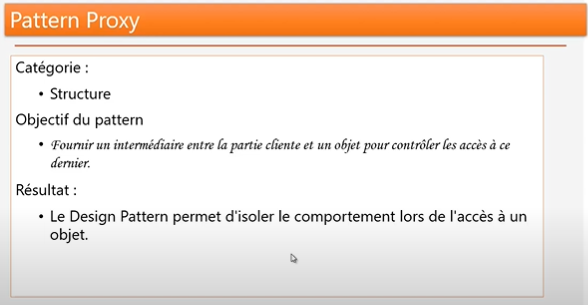 Pattern Proxy
Catégorie :
• Structure
Objectif du pattern
• Fournir un intermédiaire entre la partie cliente et un objet pour contrôler les accès à ce
dernier.
Résultat :
• Le Design Pattern permet d'isoler le comportement lors de l'accès à un
objet.